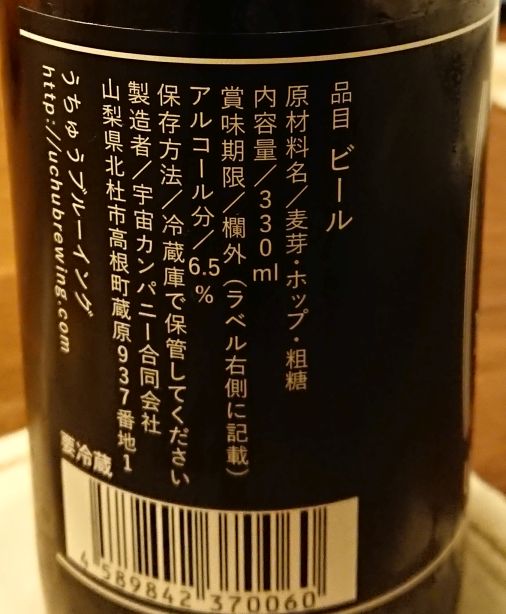 品目 ビール
原材料名／麦芽・ホップ・粗糖
内容量／330ml
賞味期限／欄外（ラベル右側に記載）
アルコール分／6.5%
保存方法／冷蔵庫で保管してください
製造者／宇宙カンパニー合同会社
山梨県北杜市高根町蔵原937番地1
うちゅうブルーイング
http://uchubrewing.com
要冷蔵
4 589842 370060